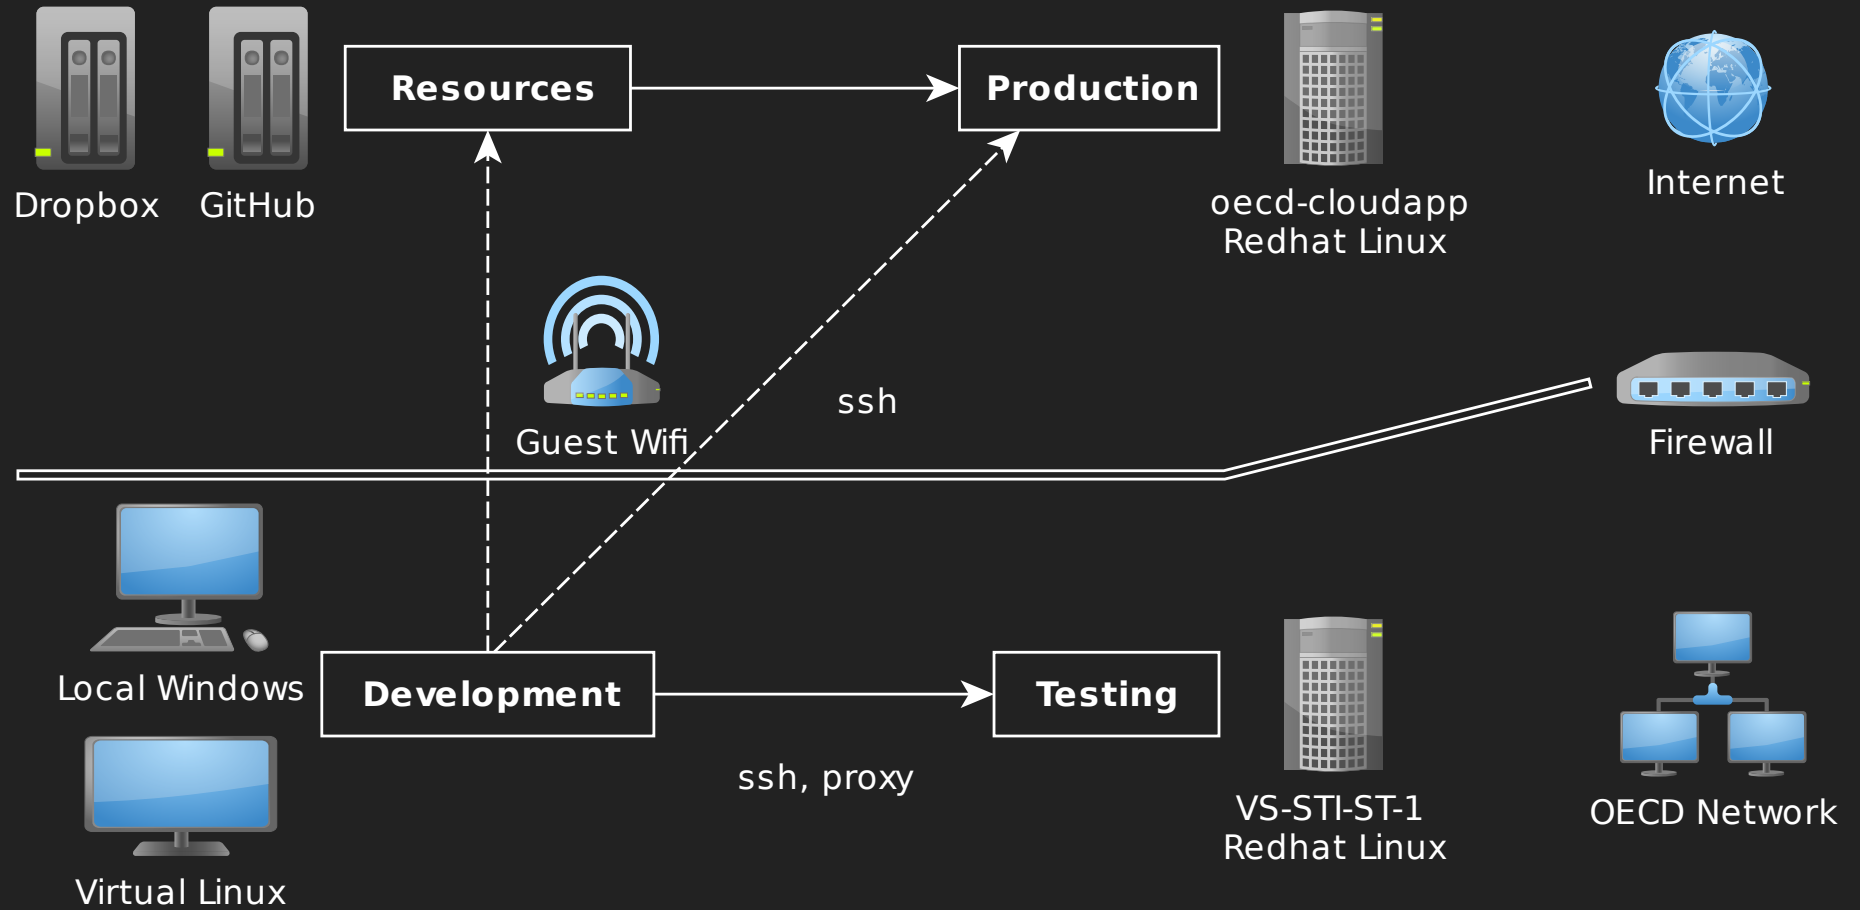 Resources
Production
Dropbox
GitHub
oecd-cloudapp
Redhat Linux
Internet
Guest Wifi
ssh
Firewall
Local Windows
Development
Testing
ssh, proxy
VS-STI-ST-1
Redhat Linux
OECD Network
Virtual Linux